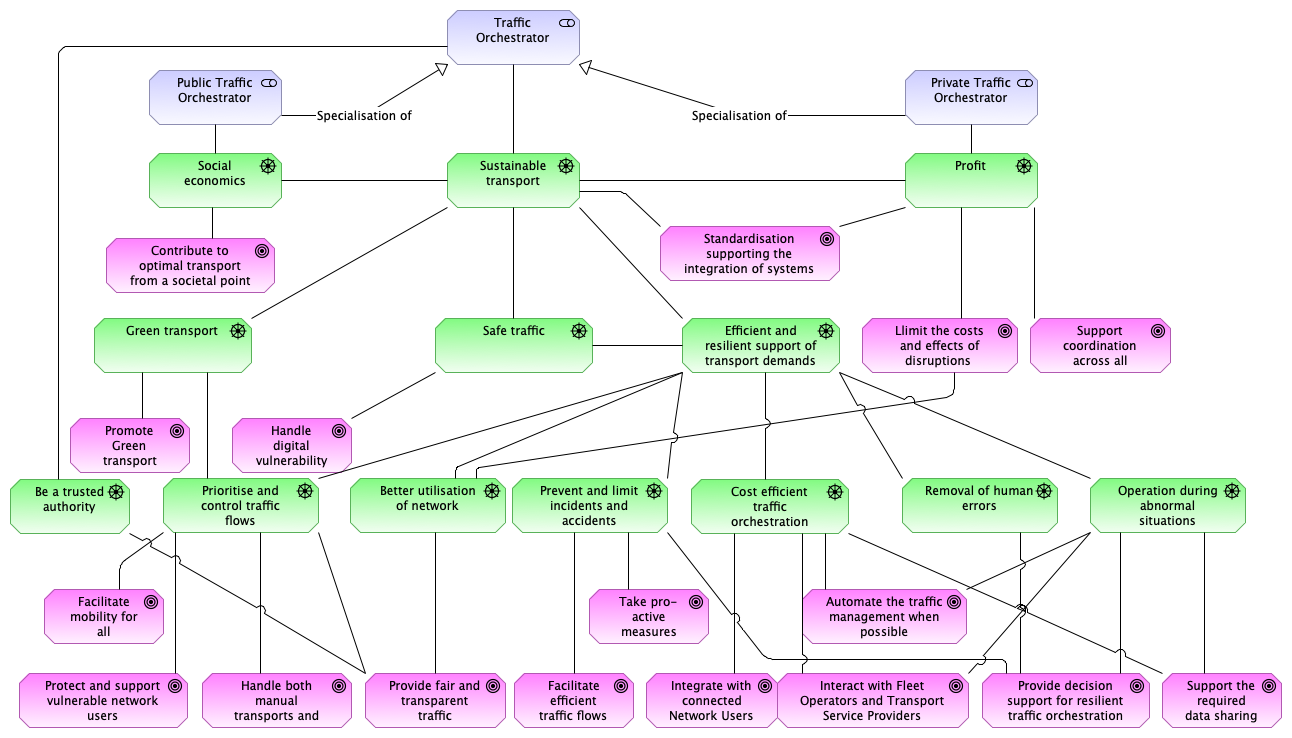 Traffic
Orchestrator
Public Traffic
Orchestrator
Private Traffic
Orchestrator
Specialisation of
Specialisation of
Social
economics
Sustainable
transport
Profit
Contribute to
optimal transport
from a societal point
Standardisation
supporting the
integration of systems
Green transport
Safe traffic
Efficient and
resilient support of
transport demands
Llimit the costs
and effects of
disruptions
Support
coordination
across all
Promote
Green
transport
Handle
digital
vulnerability
Be a trusted
authority
Prioritise and
control traffic
flows
Better utilisation
of network
Prevent and limit
incidents and
accidents
Cost efficient
traffic
orchestration
Removal of human
errors
Operation during
abnormal
situations
Facilitate
mobility for
all
Take pro-
active
measures
Automate the traffic
management when
possible
Protect and support
vulnerable network
users
Handle both
manual
transports and
Provide fair and
transparent
traffic
Facilitate
efficient
traffic flows
Integrate with
connected
Network Users
Interact with Fleet
Operators and Transport
Service Providers
Provide decision
support for resilient
traffic orchestration
Support the
required
data sharing